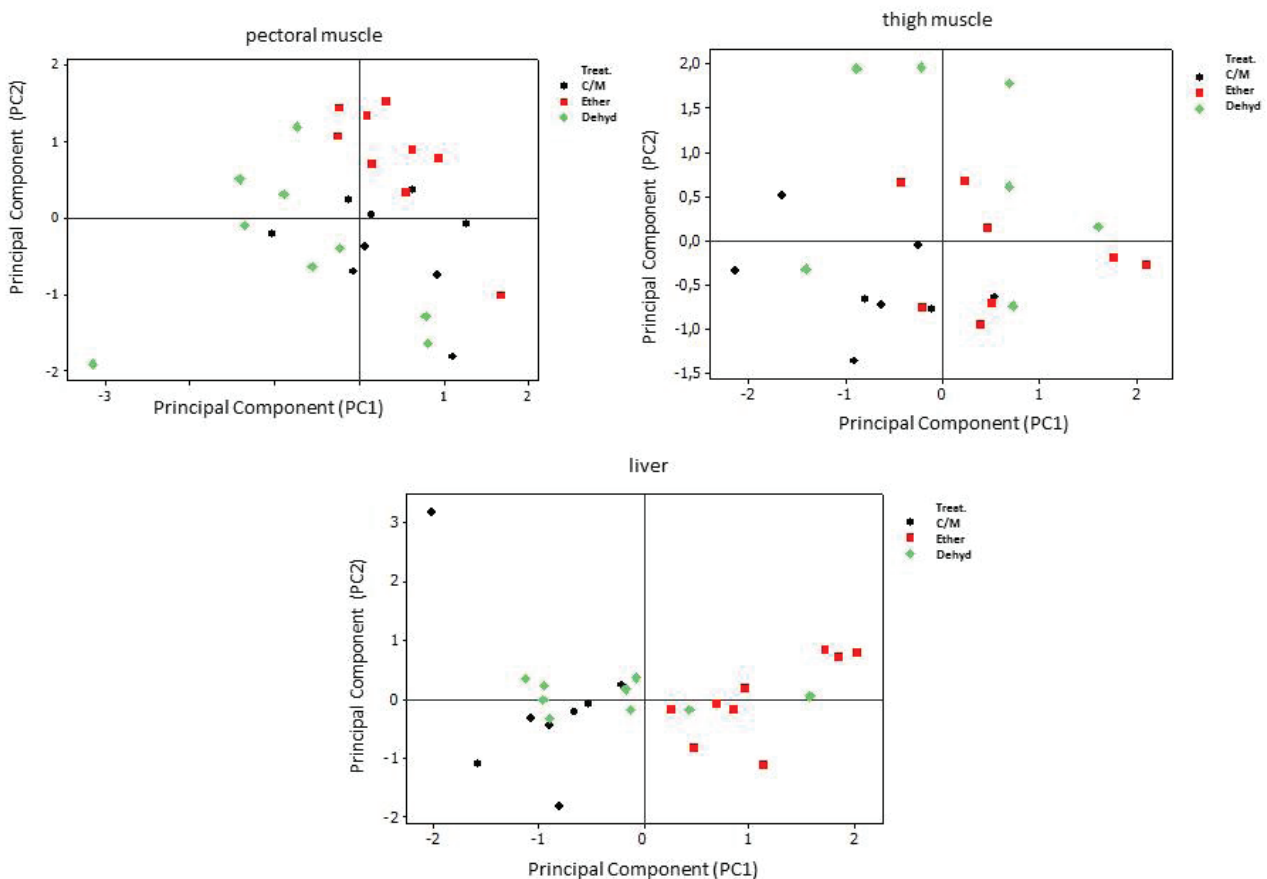 pectoral muscle
2
1
0
-1
-2
-3
1
2
Principal Component (PC2)
Principal Component (PC1)
Treat.
C/M
Ether
Dehyd
thigh muscle
2,0
1,5
1,0
0,5
0,0
-0,5
-1,0
-1,5
-2
-1
0
1
2
Principal Component (PC2)
Principal Component (PC1)
Treat.
C/M
Ether
Dehyd
liver
3
2
1
0
-1
-2
-2
-1
0
1
2
Principal Component (PC2)
Principal Component (PC1)
Treat.
C/M
Ether
Dehyd